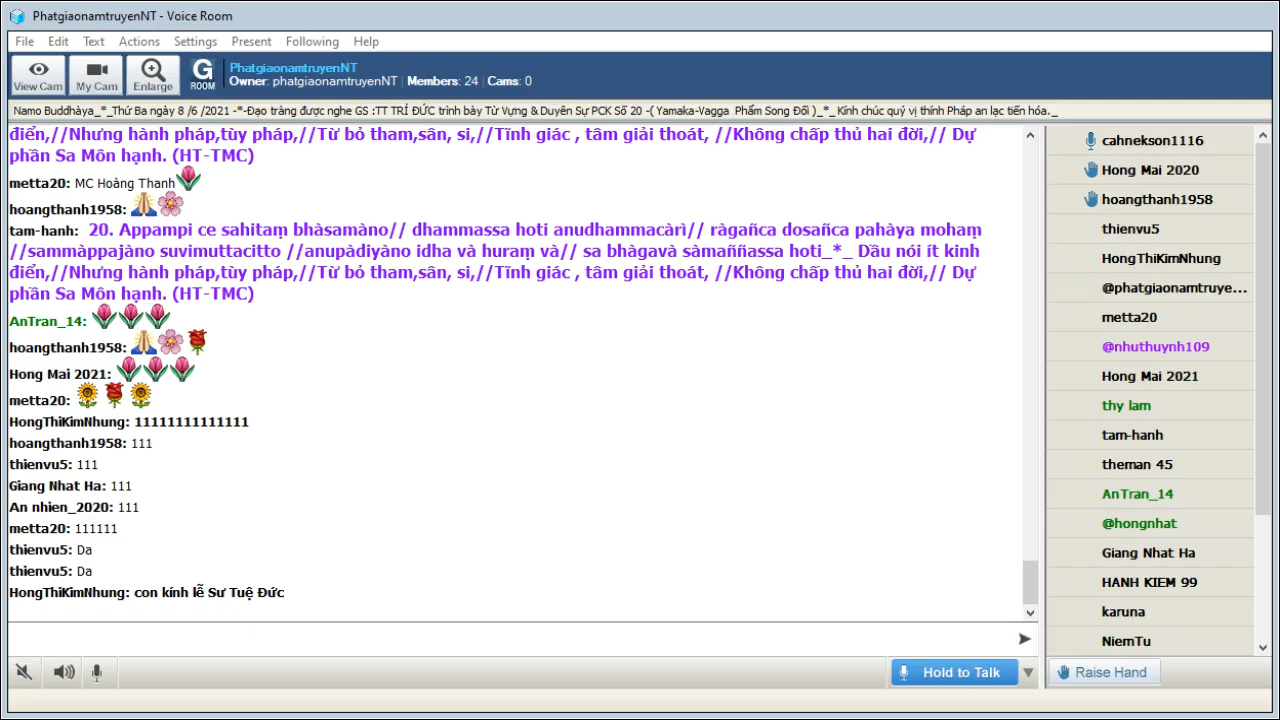 PhatgiaonamtruyenNT - Voice Room
File Edit Text Actions Settings Present Following Help
View Cam My Cam Enlarge G ROOM
PhatgiaonamtruyenNT
Owner: phatgiaonamtruyenNT | Members: 24 | Cams: 0
Namo Buddhàya_*_Thứ Ba ngày 8 /6 /2021 -*-Đạo tràng được nghe GS :TT TRÍ ĐỨC trình bày Từ Vựng & Duyên Sự PCK Số 20 -( Yamaka-Vagga Phẩm Song Đối )_*_ Kính chúc quý vị thính Pháp an lạc tiến hóa._
điển,//Nhưng hành pháp,tùy pháp,//Từ bỏ tham,sân, si,//Tĩnh giác , tâm giải thoát, //Không chấp thủ hai đời,// Dự
phần Sa Môn hạnh. (HT-TMC)
metta20: MC Hoàng Thanh
hoangthanh1958:
tam-hanh: 20. Appampi ce sahitaṃ bhàsamàno// dhammassa hoti anudhammacàrì// ràgañca dosañca pahàya mohaṃ
//sammàppajàno suvimuttacitto //anupàdiyàno idha và huraṃ và// sa bhàgavà sàmaññassa hoti_*_ Dầu nói ít kinh
điển,//Nhưng hành pháp,tùy pháp,//Từ bỏ tham,sân, si,//Tĩnh giác , tâm giải thoát, //Không chấp thủ hai đời,// Dự
phần Sa Môn hạnh. (HT-TMC)
AnTran_14:
hoangthanh1958:
Hong Mai 2021:
metta20:
HongThiKimNhung: 11111111111111
hoangthanh1958: 111
thienvu5: 111
Giang Nhat Ha: 111
An nhien_2020: 111
metta20: 111111
thienvu5: Da
thienvu5: Da
HongThiKimNhung: con kính lễ Sư Tuệ Đức
Hold to Talk
cahnekson1116
Hong Mai 2020
hoangthanh1958
thienvu5
HongThiKimNhung
@phatgiaonamtruye...
metta20
@nhuthuynh109
Hong Mai 2021
thy lam
tam-hanh
theman 45
AnTran_14
@hongnhat
Giang Nhat Ha
HANH KIEM 99
karuna
NiemTu
Raise Hand